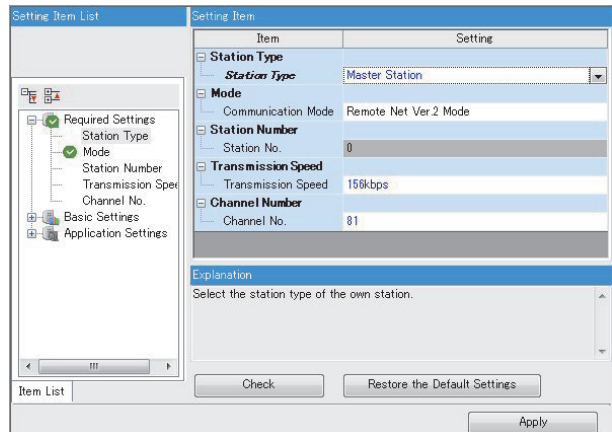 Setting Item List
Required Settings
Station Type
Mode
Station Number
Transmission Spee
Channel No.
Basic Settings
Application Settings
Item List
Setting Item
Item Setting
Station Type
Station Type Master Station
Mode
Communication Mode Remote Net Ver.2 Mode
Station Number
Station No. 0
Transmission Speed
Transmission Speed 156kbps
Channel Number
Channel No. 81
Explanation
Select the station type of the own station.
Check Restore the Default Settings
Apply